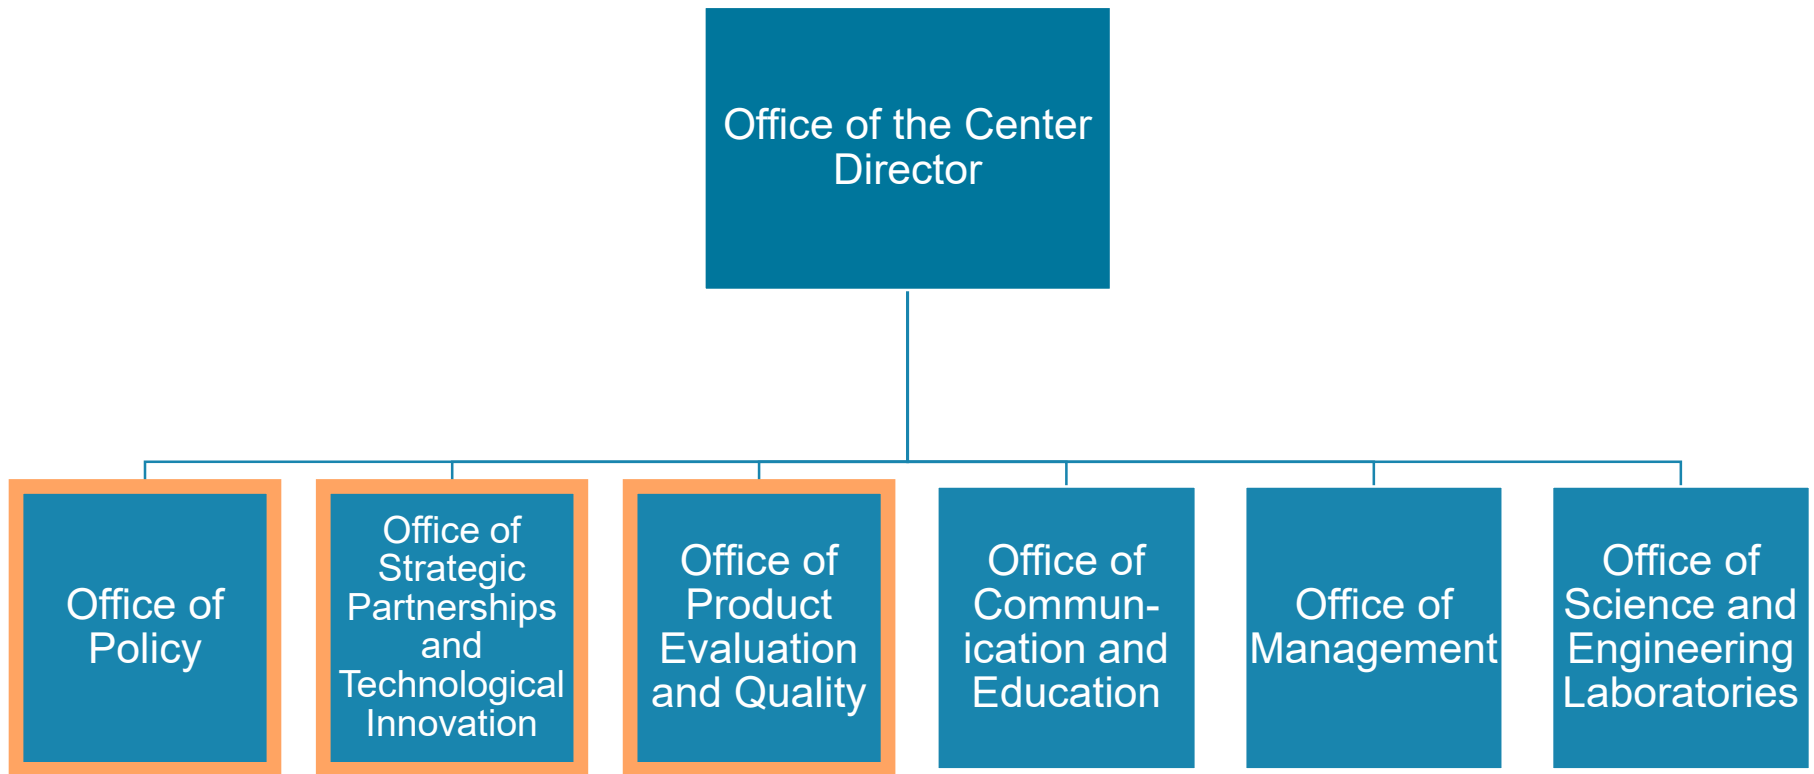 Office of the Center
Director
Office of
Policy
Office of
Strategic
Partnerships
and
Technological
Innovation
Office of
Product
Evaluation
and Quality
Office of
Commun-
ication and
Education
Office of
Management
Office of
Science and
Engineering
Laboratories